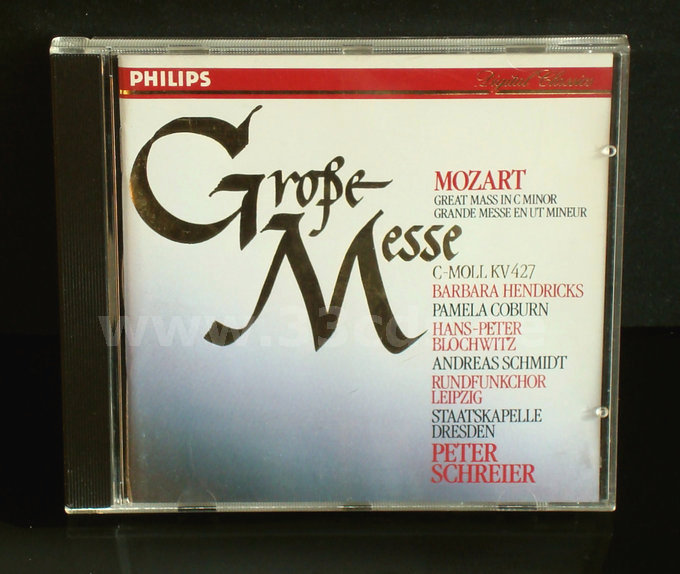 PHILIPS
Digital Classics
Große
Messe
MOZART
GREAT MASS IN C MINOR
GRANDE MESSE EN UT MINEUR
C-MOLL KV 427
BARBARA HENDRICKS
PAMELA COBURN
HANS-PETER
BLOCHWITZ
ANDREAS SCHMIDT
RUNDFUNKCHOR
LEIPZIG
STAATSKAPELLE
DRESDEN
PETER
SCHREIER